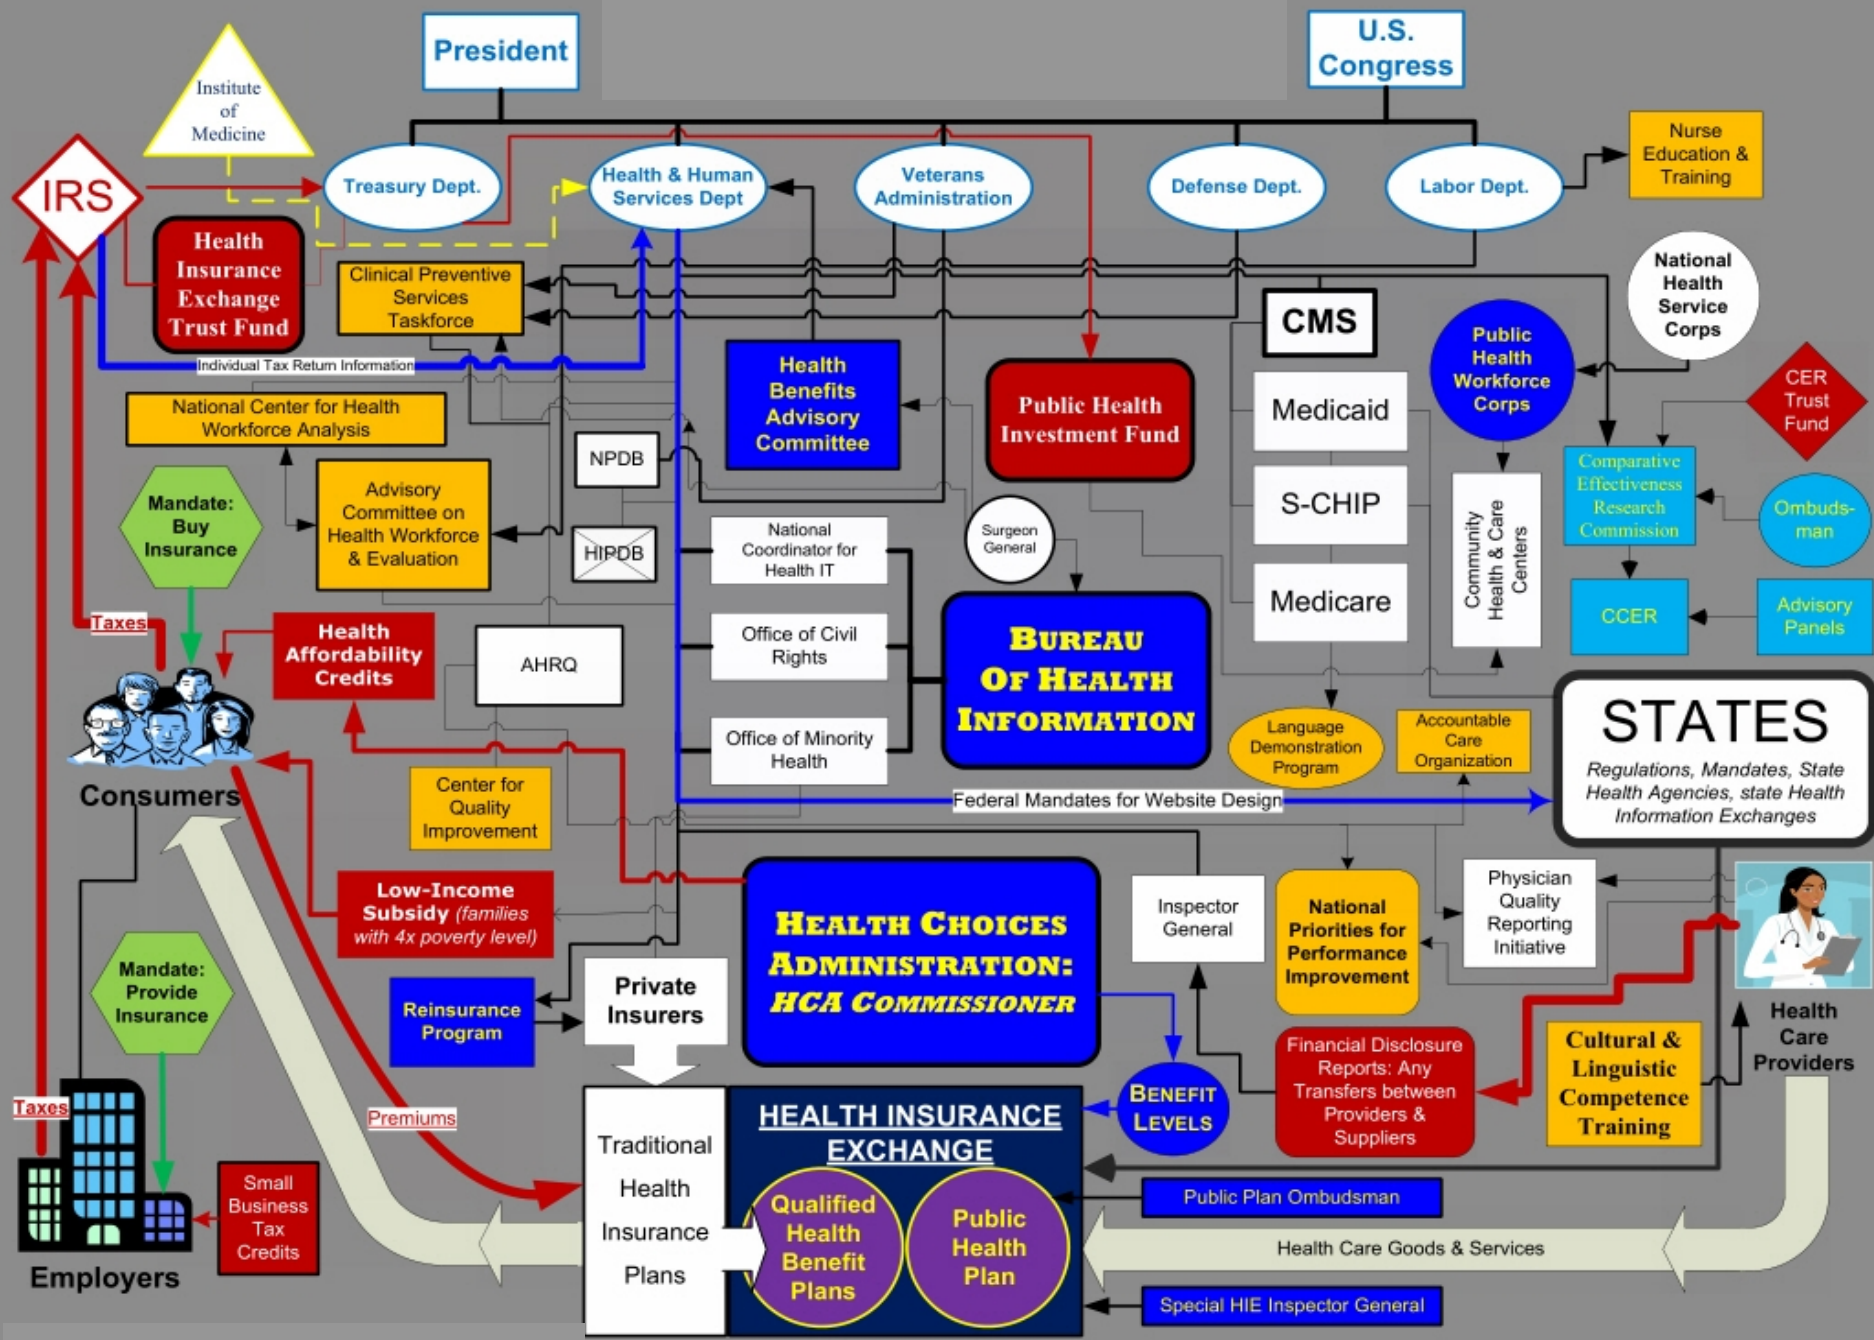 President
U.S.
Congress
Institute
of
Medicine
Nurse
Education &
Training
IRS
Treasury Dept.
Health & Human
Services Dept
Veterans
Administration
Defense Dept.
Labor Dept.
Health
Insurance
Exchange
Trust Fund
Clinical Preventive
Services
Taskforce
National
Health
Service
Corps
CMS
Public
Health
Workforce
Corps
Individual Tax Return Information
Health
Benefits
Advisory
Committee
Public Health
Investment Fund
Medicaid
CER
Trust
Fund
National Center for Health
Workforce Analysis
NPDB
Comparative
Effectiveness
Research
Commission
Mandate:
Buy
Insurance
Advisory
Committee on
Health Workforce
& Evaluation
S-CHIP
Community
Health & Care
Centers
Ombuds-
man
HIPDB
National
Coordinator for
Health IT
Surgeon
General
Medicare
CCER
Advisory
Panels
Taxes
Health
Affordability
Credits
AHRQ
Office of Civil
Rights
BUREAU
OF HEALTH
INFORMATION
Office of Minority
Health
Language
Demonstration
Program
Accountable
Care
Organization
STATES
Regulations, Mandates, State
Health Agencies, state Health
Information Exchanges
Consumers
Center for
Quality
Improvement
Federal Mandates for Website Design
Low-Income
Subsidy (families
with 4x poverty level)
HEALTH CHOICES
ADMINISTRATION:
HCA COMMISSIONER
Inspector
General
National
Priorities for
Performance
Improvement
Physician
Quality
Reporting
Initiative
Mandate:
Provide
Insurance
Reinsurance
Program
Private
Insurers
Health
Care
Providers
Financial Disclosure
Reports: Any
Transfers between
Providers &
Suppliers
Cultural &
Linguistic
Competence
Training
BENEFIT
LEVELS
Taxes
Premiums
Traditional
Health
Insurance
Plans
HEALTH INSURANCE
EXCHANGE
Qualified
Health
Benefit
Plans
Public
Health
Plan
Public Plan Ombudsman
Small
Business
Tax
Credits
Health Care Goods & Services
Employers
Special HIE Inspector General